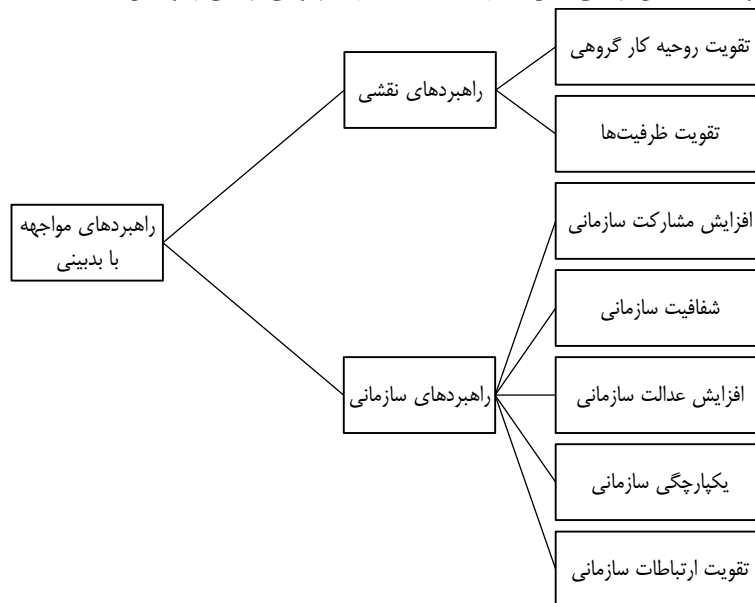 تقویت روحیه کار گروهی
راهبردهای نقشی
تقویت ظرفیت‌ها
افزایش مشارکت سازمانی
راهبردهای مواجهه
با بدبینی
شفافیت سازمانی
راهبردهای سازمانی
افزایش عدالت سازمانی
یکپارچگی سازمانی
تقویت ارتباطات سازمانی